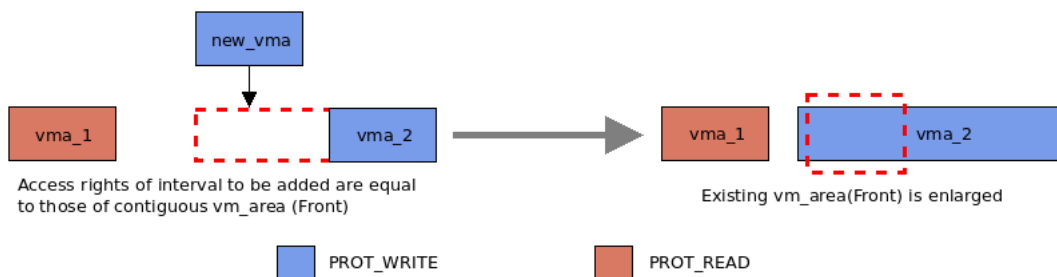 new_vma
vma_1
vma_2
vma_1
vma_2
Access rights of interval to be added are equal
to those of contiguous vm_area (Front)
Existing vm_area(Front) is enlarged
PROT_WRITE
PROT_READ